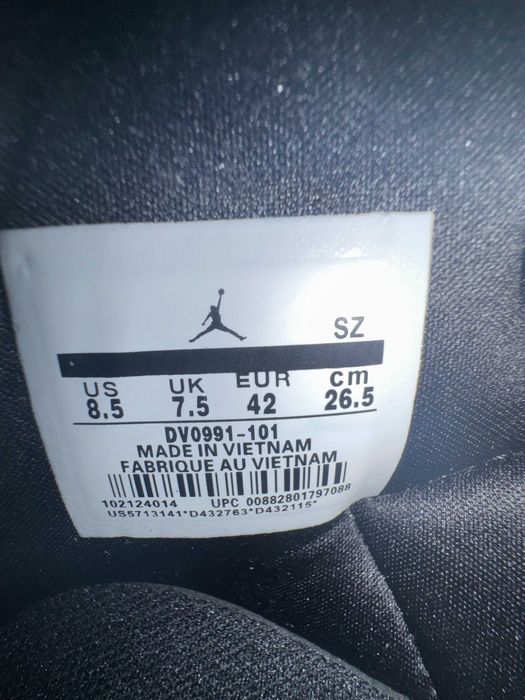 SZ
US UK EUR cm
8.5 7.5 42 26.5
DV0991-101
MADE IN VIETNAM
FABRIQUE AU VIETNAM
102124014 UPC 00882801797088
US5713141*D432763*D432115*